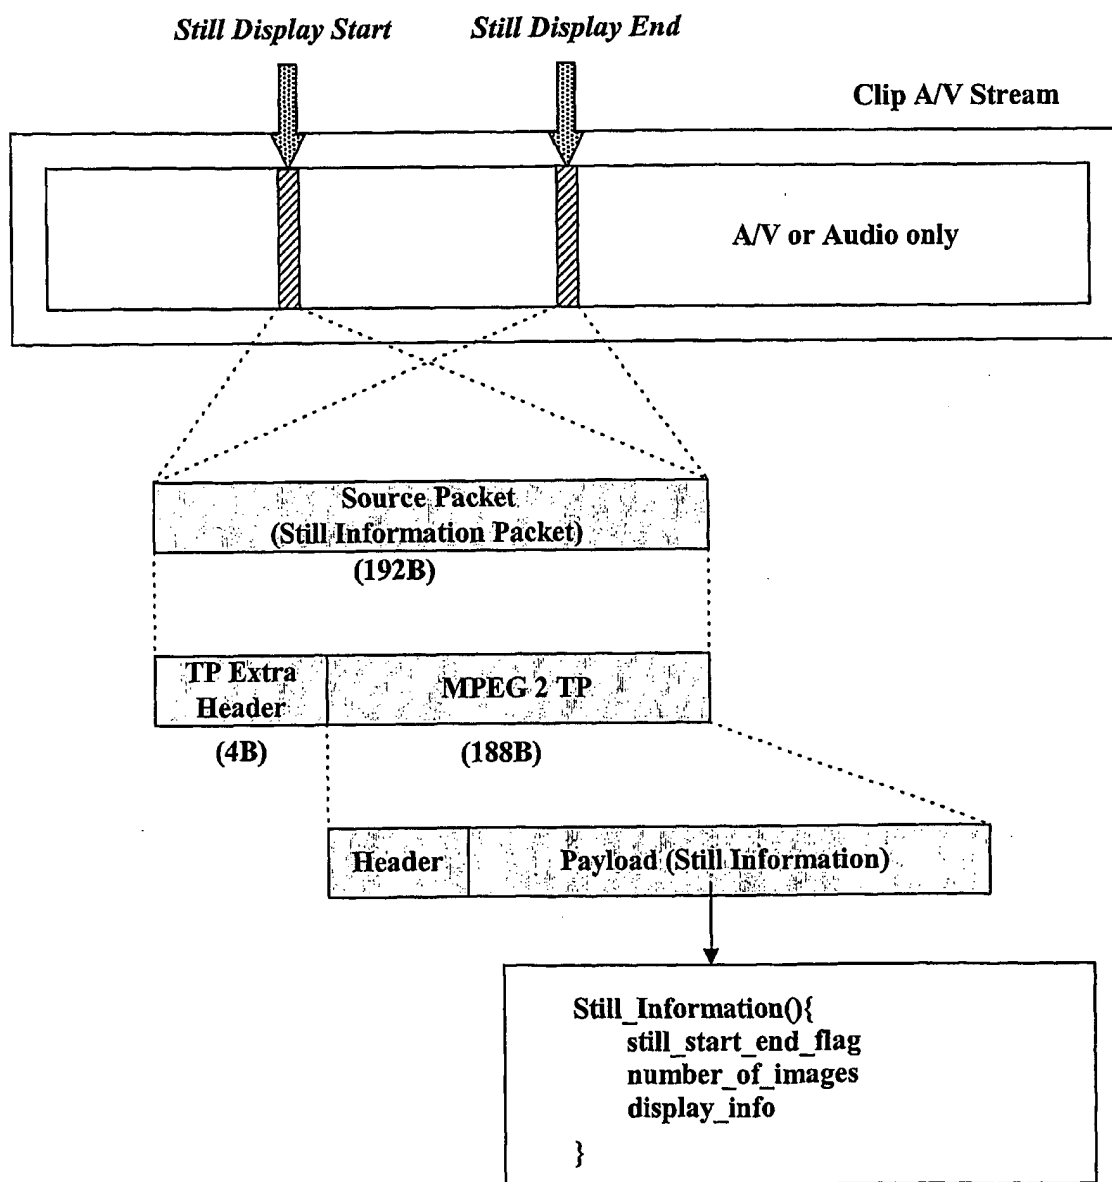 Still Display Start
Still Display End
Clip A/V Stream
A/V or Audio only
Source Packet
(Still Information Packet)
(192B)
TP Extra
Header
MPEG 2 TP
(4B)
(188B)
Header
Payload (Still Information)
Still_Information(){
still_start_end_flag
number_of_images
display_info
}